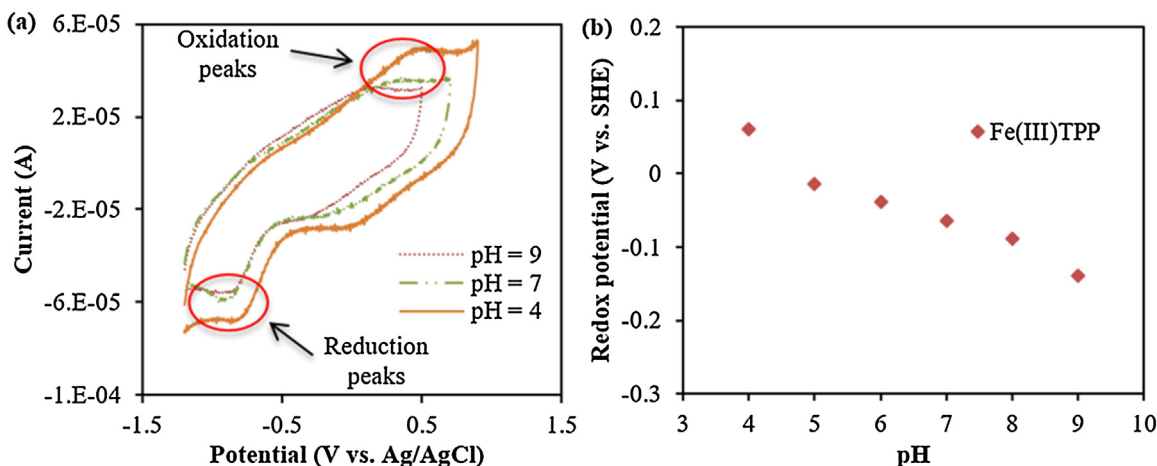 (a)
6.E-05
2.E-05
-2.E-05
-6.E-05
-1.E-04
Current (A)
Oxidation
peaks
pH = 9
pH = 7
pH = 4
Reduction
peaks
-1.5
-0.5
0.5
1.5
Potential (V vs. Ag/AgCl)
(b)
0.2
0.1
0
-0.1
-0.2
-0.3
Redox potential (V vs. SHE)
Fe(III)TPP
3 4 5 6 7 8 9 10
pH